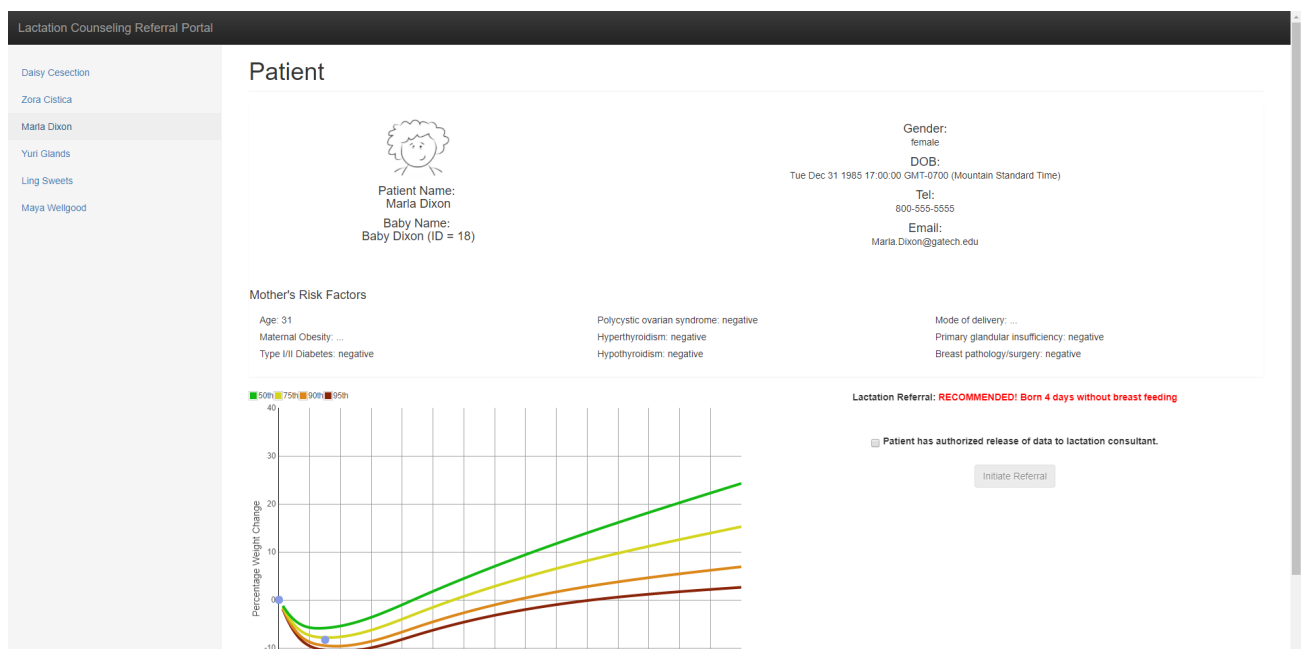 Lactation Counseling Referral Portal
Daisy Cesection
Zora Cistica
Marla Dixon
Yuri Glands
Ling Sweets
Maya Wellgood
Patient
Patient Name:
Marla Dixon
Baby Name:
Baby Dixon (ID = 18)
Gender:
female
DOB:
Tue Dec 31 1985 17:00:00 GMT-0700 (Mountain Standard Time)
Tel:
800-555-5555
Email:
Marla.Dixon@gatech.edu
Mother's Risk Factors
Age: 31
Maternal Obesity: ...
Type I/II Diabetes: negative
Polycystic ovarian syndrome: negative
Hyperthyroidism: negative
Hypothyroidism: negative
Mode of delivery: ...
Primary glandular insufficiency: negative
Breast pathology/surgery: negative
50th 75th 90th 95th
40
30
20
10
0
-10
Percentage Weight Change
Lactation Referral: RECOMMENDED! Born 4 days without breast feeding
Patient has authorized release of data to lactation consultant.
Initiate Referral